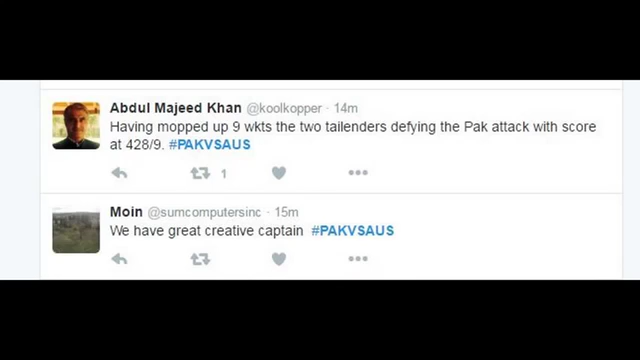 Abdul Majeed Khan @koolkopper · 14m
Having mopped up 9 wkts the two tailenders defying the Pak attack with score
at 428/9. #PAKVSAUS
1
Moin @sumcomputersinc · 15m
We have great creative captain #PAKVSAUS